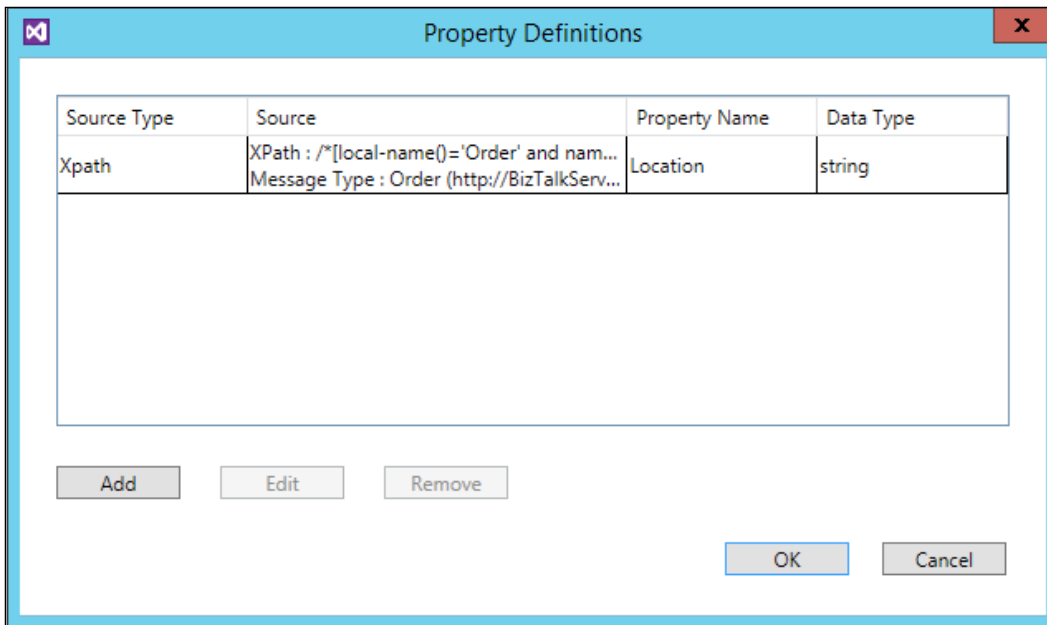 Property Definitions
x
Source Type Source Property Name Data Type
Xpath XPath : /*[local-name()='Order' and nam... Location string
Message Type : Order (http://BizTalkServ...
Add Edit Remove
OK Cancel